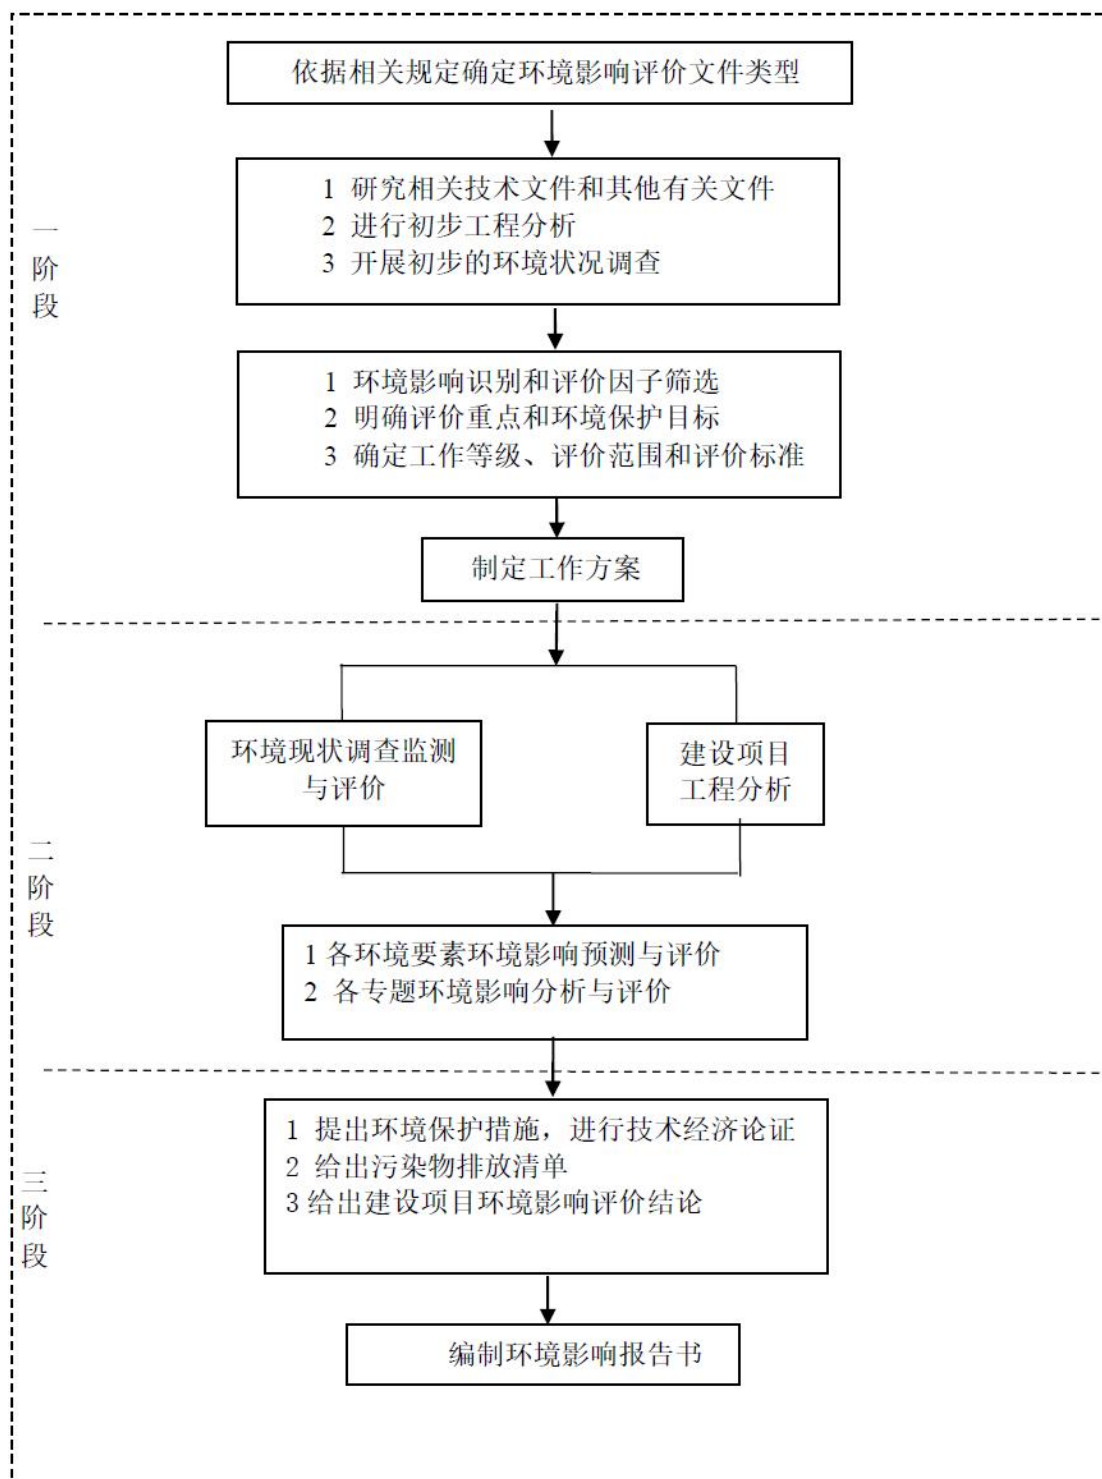 依据相关规定确定环境影响评价文件类型
1 研究相关技术文件和其他有关文件
2 进行初步工程分析
3 开展初步的环境状况调查
一
阶
段
1 环境影响识别和评价因子筛选
2 明确评价重点和环境保护目标
3 确定工作等级、评价范围和评价标准
制定工作方案
环境现状调查监测
与评价
建设项目
工程分析
二
阶
段
1各环境要素环境影响预测与评价
2 各专题环境影响分析与评价
1 提出环境保护措施，进行技术经济论证
2 给出污染物排放清单
3给出建设项目环境影响评价结论
三
阶
段
编制环境影响报告书